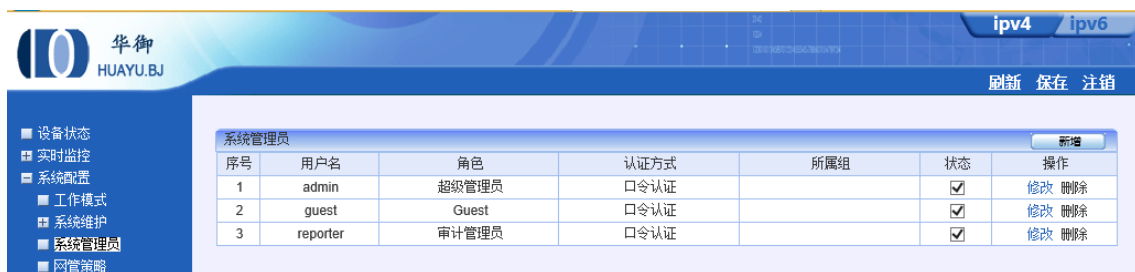 华御
HUAYU.BJ
ipv4 ipv6
刷新 保存 注销
设备状态
实时监控
系统配置
工作模式
系统维护
系统管理员
网管策略
系统管理员 新增
序号 用户名 角色 认证方式 所属组 状态 操作
1 admin 超级管理员 口令认证 修改 删除
2 guest Guest 口令认证 修改 删除
3 reporter 审计管理员 口令认证 修改 删除